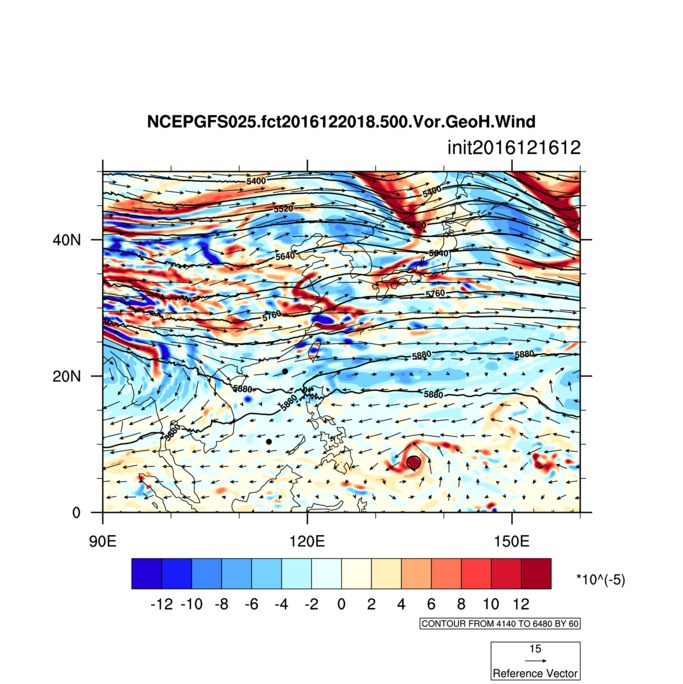 NCEPGFS025.fct2016122018.500.Vor.GeoH.Wind
init2016121612
5400
5400
5520
5520
40N
5640
5640
5760
5760
5880
5880
20N
5880
5880
5880
5880
0
90E 120E 150E
-12 -10 -8 -6 -4 -2 0 2 4 6 8 10 12
*10^(-5)
CONTOUR FROM 4140 TO 6480 BY 60
15
Reference Vector